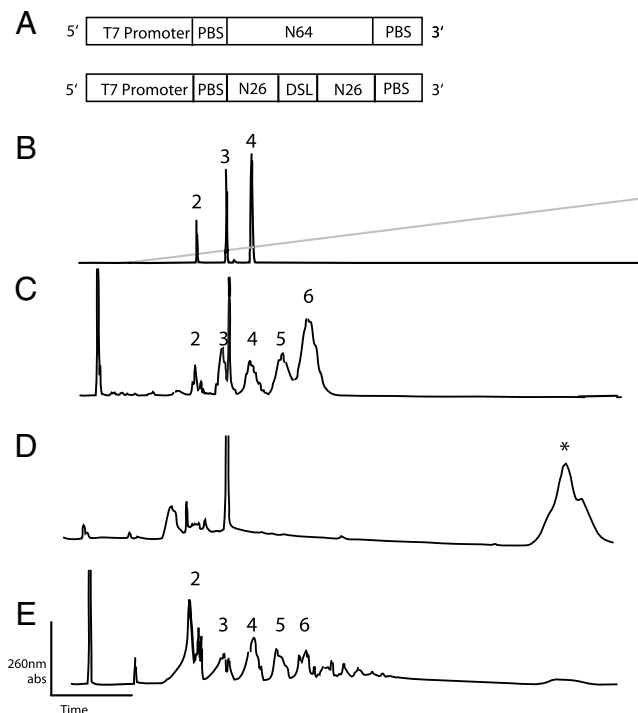 A
5‘ T7 Promoter PBS N64 PBS 3‘
5‘ T7 Promoter PBS N26 DSL N26 PBS 3‘
B
2 3 4
C
2 3 4 5 6
D
*
E
2 3 4 5 6
260nm
abs
Time